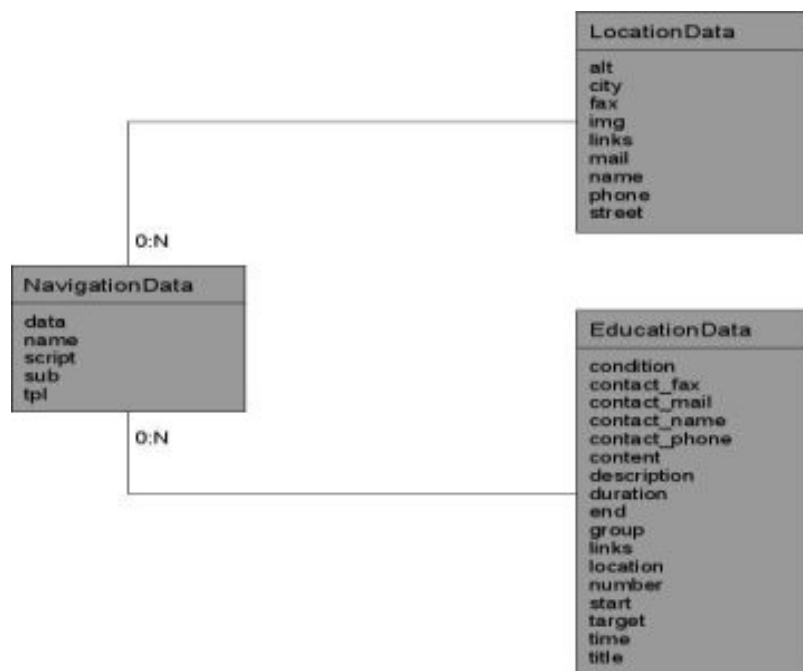 LocationData
alt
city
fax
img
links
mail
name
phone
street
0:N
NavigationData
data
name
script
sub
tpl
0:N
EducationData
condition
contact_fax
contact_mail
contact_name
contact_phone
content
description
duration
end
group
links
location
number
start
target
time
title